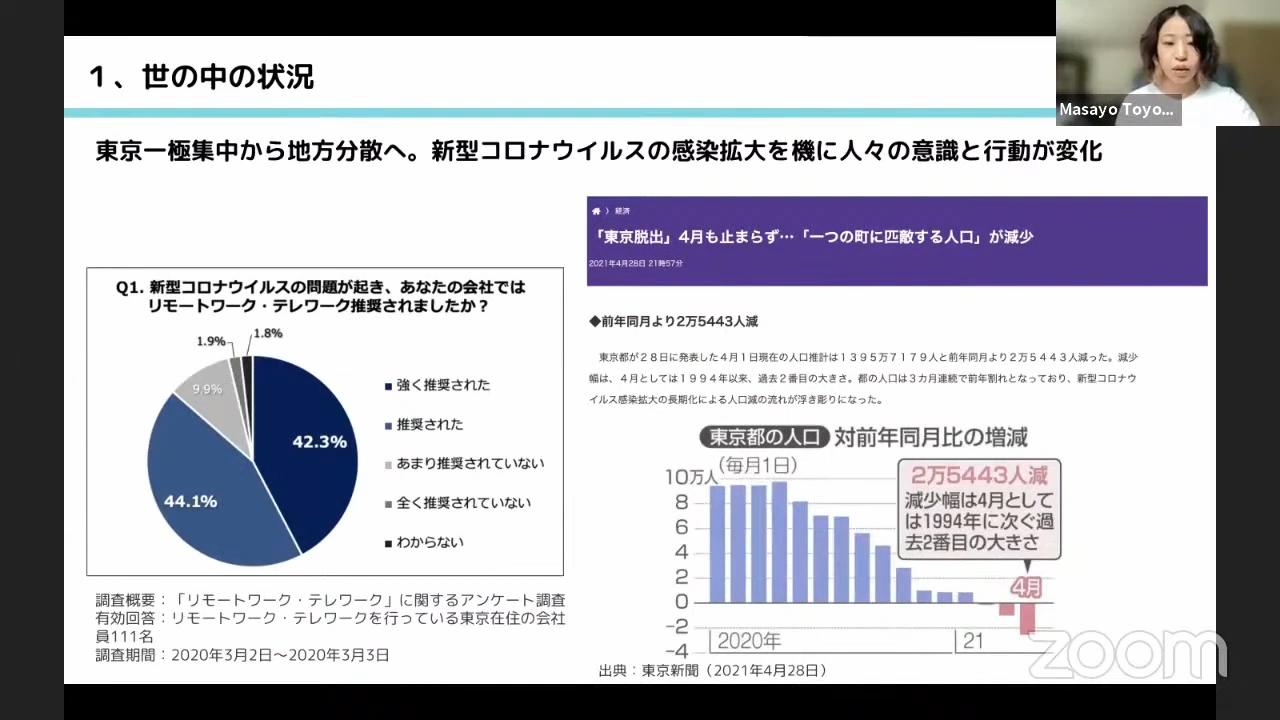 1、世の中の状況
Masayo Toyo...
東京一極集中から地方分散へ。新型コロナウイルスの感染拡大を機に人々の意識と行動が変化
Q1. 新型コロナウイルスの問題が起き、あなたの会社では
リモートワーク・テレワーク推奨されましたか？
1.9%
1.8%
9.9%
42.3%
44.1%
強く推奨された
推奨された
あまり推奨されていない
全く推奨されていない
わからない
調査概要：「リモートワーク・テレワーク」に関するアンケート調査
有効回答：リモートワーク・テレワークを行っている東京在住の会社
員111名
調査期間：2020年3月2日〜2020年3月3日
〉 経済
「東京脱出」4月も止まらず…「一つの町に匹敵する人口」が減少
2021年4月28日 21時57分
◆前年同月より2万5443人減
東京都が２８日に発表した４月１日現在の人口推計は１３９５万７１７９人と前年同月より２万５４４３人減った。減少
幅は、４月としては１９９４年以来、過去２番目の大きさ。都の人口は３カ月連続で前年割れとなっており、新型コロナウ
イルス感染拡大の長期化による人口減の流れが浮き彫りになった。
東京都の人口 対前年同月比の増減
（毎月1日）
10万人
8
6
4
2
0
−2
−4
2万5443人減
減少幅は4月として
は1994年に次ぐ過
去2番目の大きさ
4月
2020年
21
出典：東京新聞（2021年4月28日）
zoom